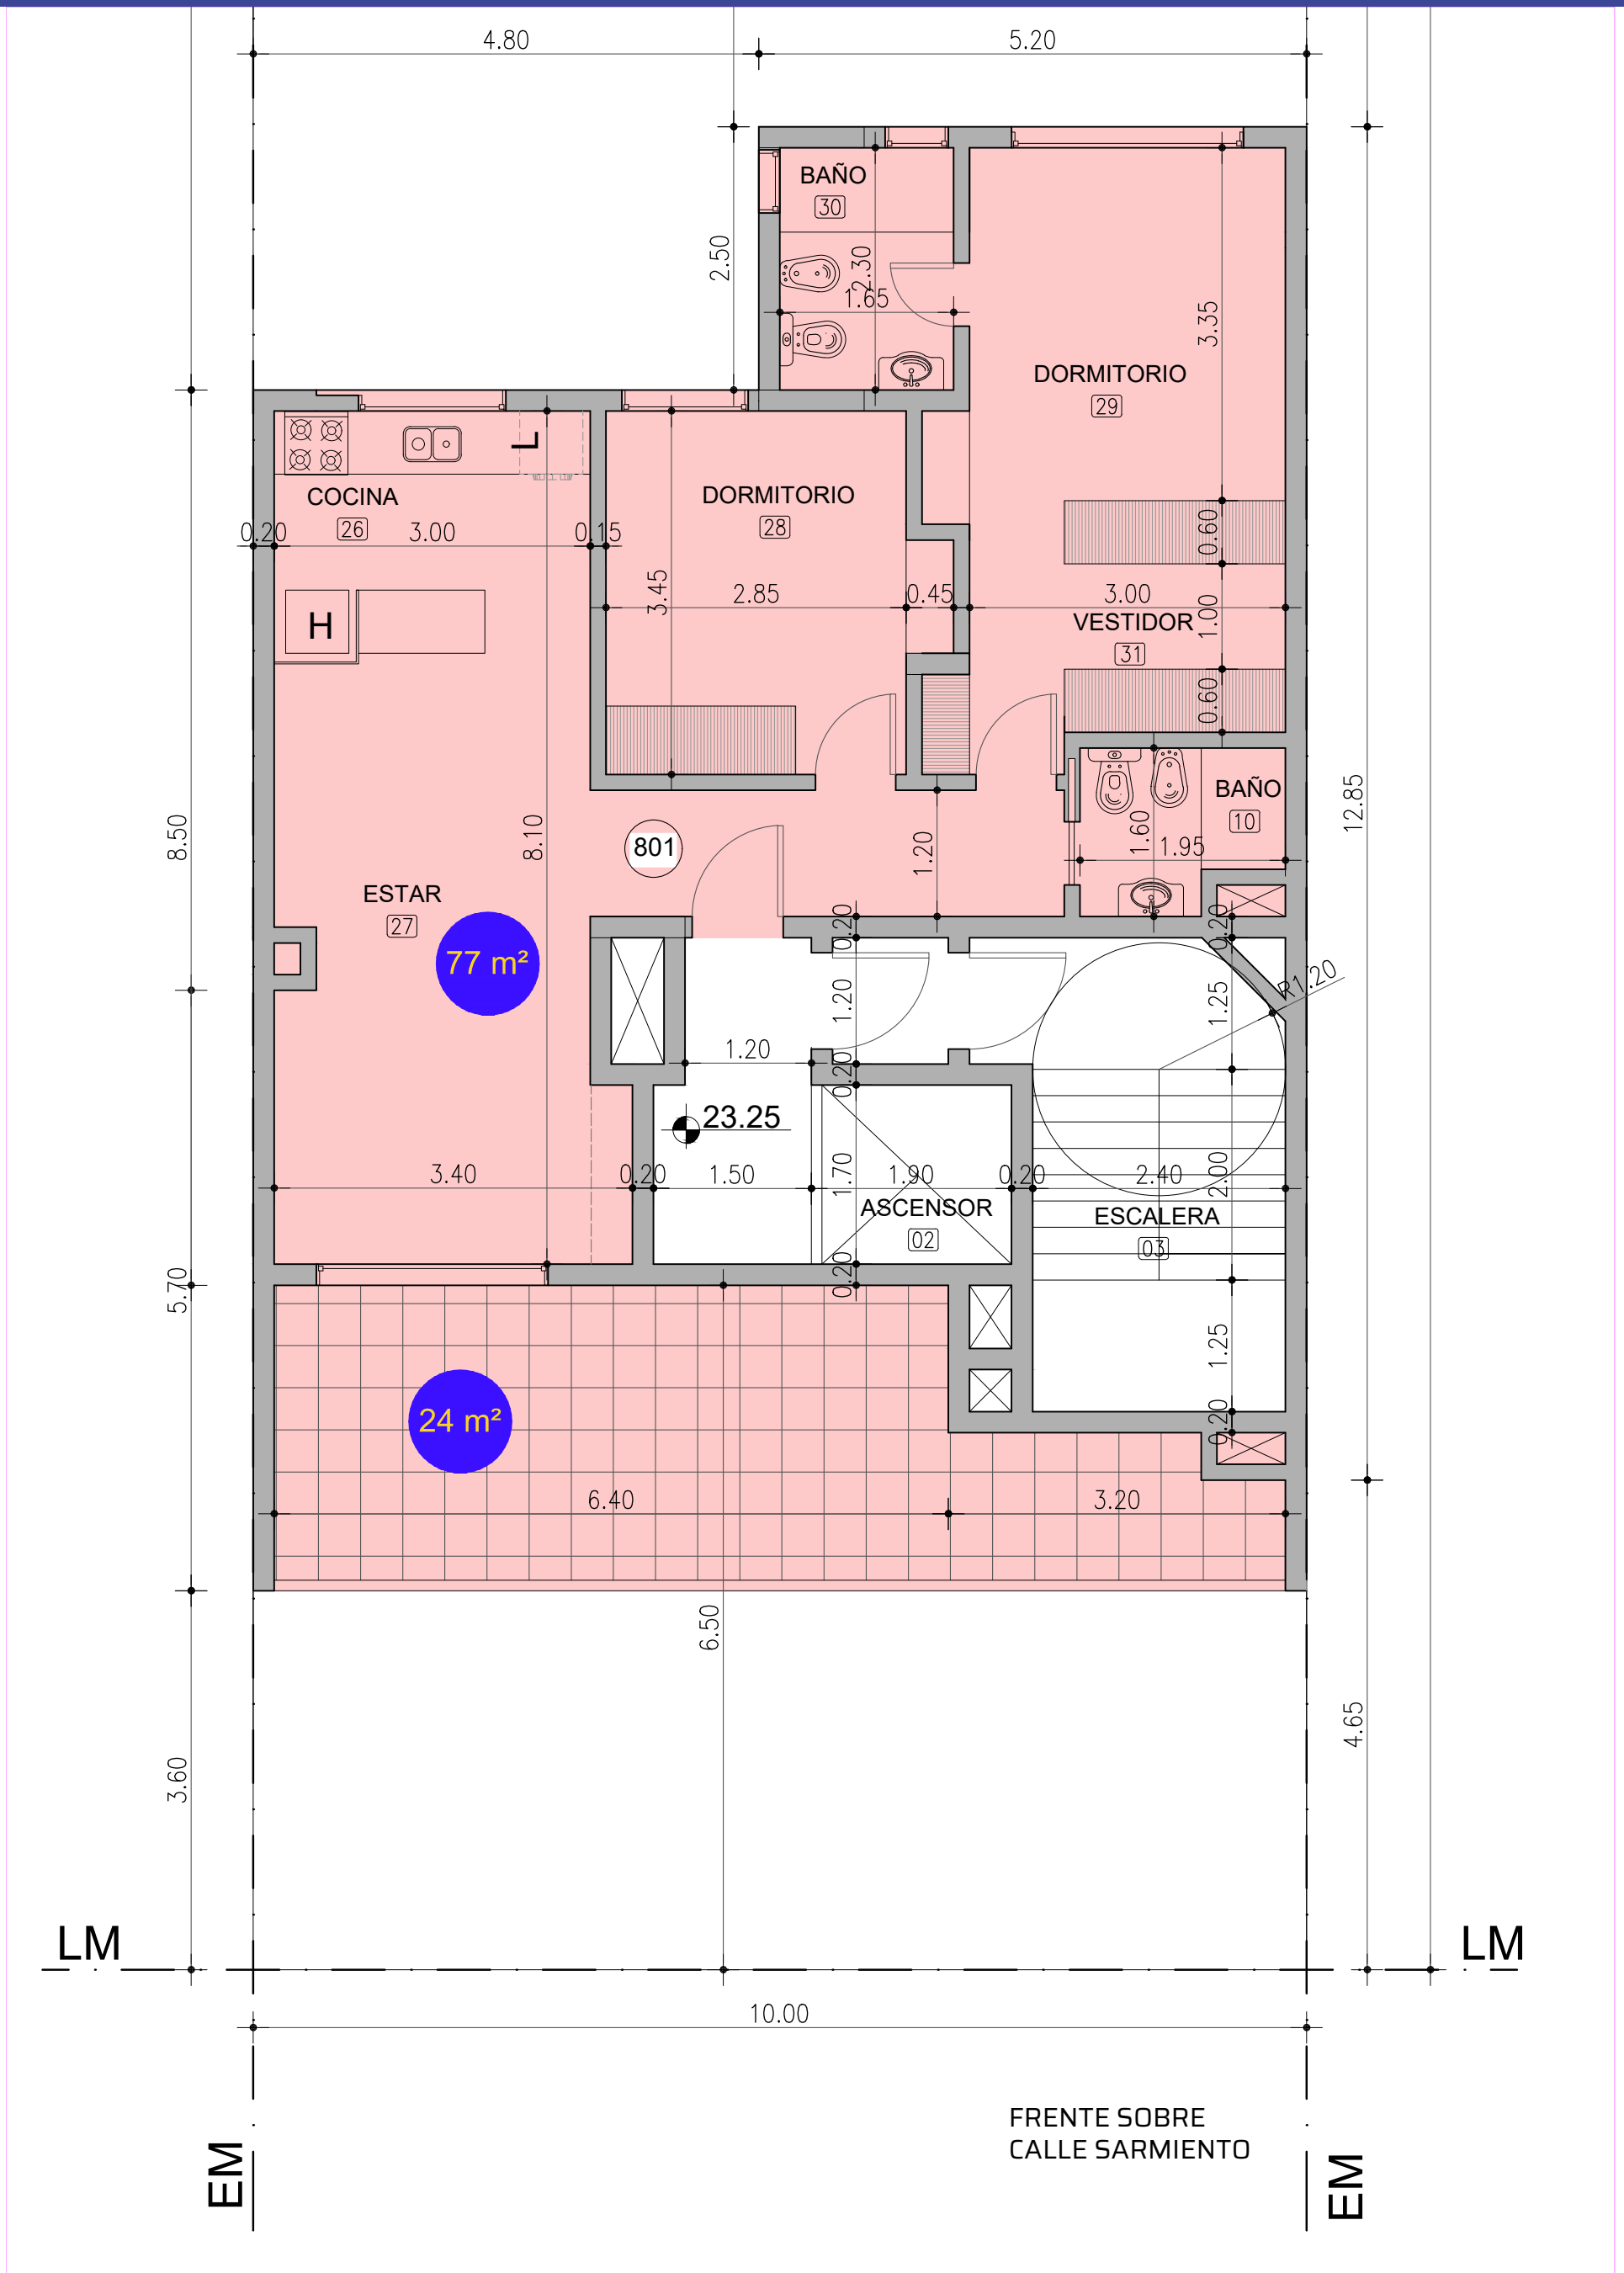 4.80
5.20
BAÑO
30
2.50
2.30
1.65
3.35
DORMITORIO
29
L
COCINA
26
0.20
3.00
0.15
DORMITORIO
28
0.60
3.45
2.85
0.45
3.00
1.00
H
VESTIDOR
31
0.60
BAÑO
10
8.50
8.10
801
1.20
1.60
1.95
12.85
ESTAR
27
77 m²
0.20
0.20
R1.20
1.20
1.25
1.20
0.20
23.25
3.40
0.20
1.50
1.70
1.90
0.20
2.40
2.00
ASCENSOR
02
ESCALERA
03
5.70
0.20
1.25
24 m²
0.20
6.40
3.20
6.50
4.65
3.60
LM
LM
10.00
FRENTE SOBRE
CALLE SARMIENTO
EM
EM